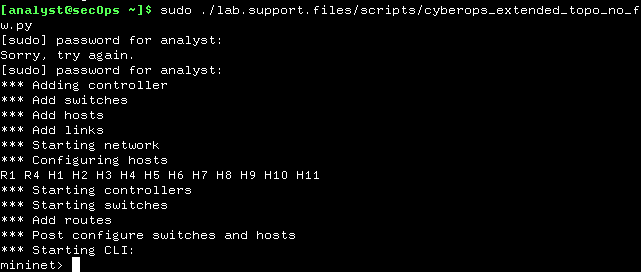 [analyst@secOps ~]$ sudo ./lab.support.files/scripts/cyberops_extended_topo_no_f
w.py
[sudo] password for analyst:
Sorry, try again.
[sudo] password for analyst:
*** Adding controller
*** Add switches
*** Add hosts
*** Add links
*** Starting network
*** Configuring hosts
R1 R4 H1 H2 H3 H4 H5 H6 H7 H8 H9 H10 H11
*** Starting controllers
*** Starting switches
*** Add routes
*** Post configure switches and hosts
*** Starting CLI:
mininet>